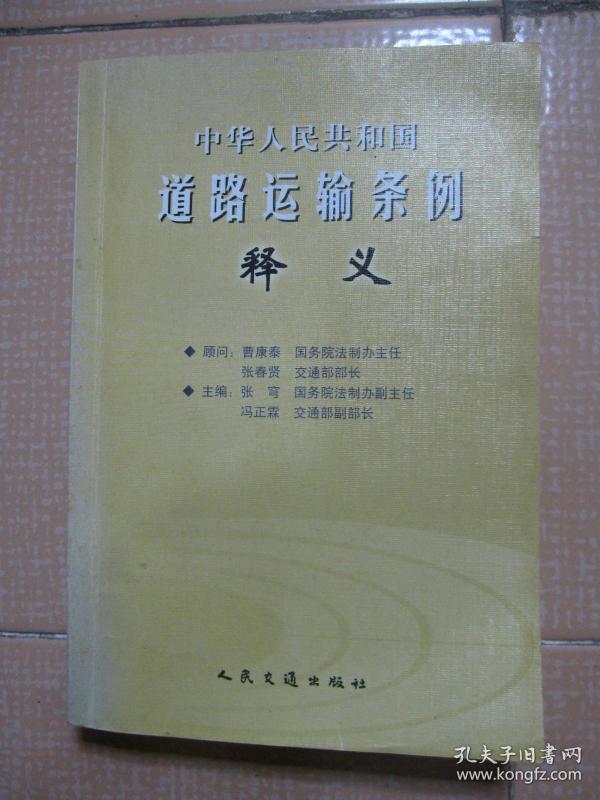 中华人民共和国
道路运输条例
释 义
◆ 顾问：曹康泰 国务院法制办主任
张春贤 交通部部长
◆ 主编：张 穹 国务院法制办副主任
冯正霖 交通部副部长
人民交通出版社
孔夫子旧书网
www.kongfz.com